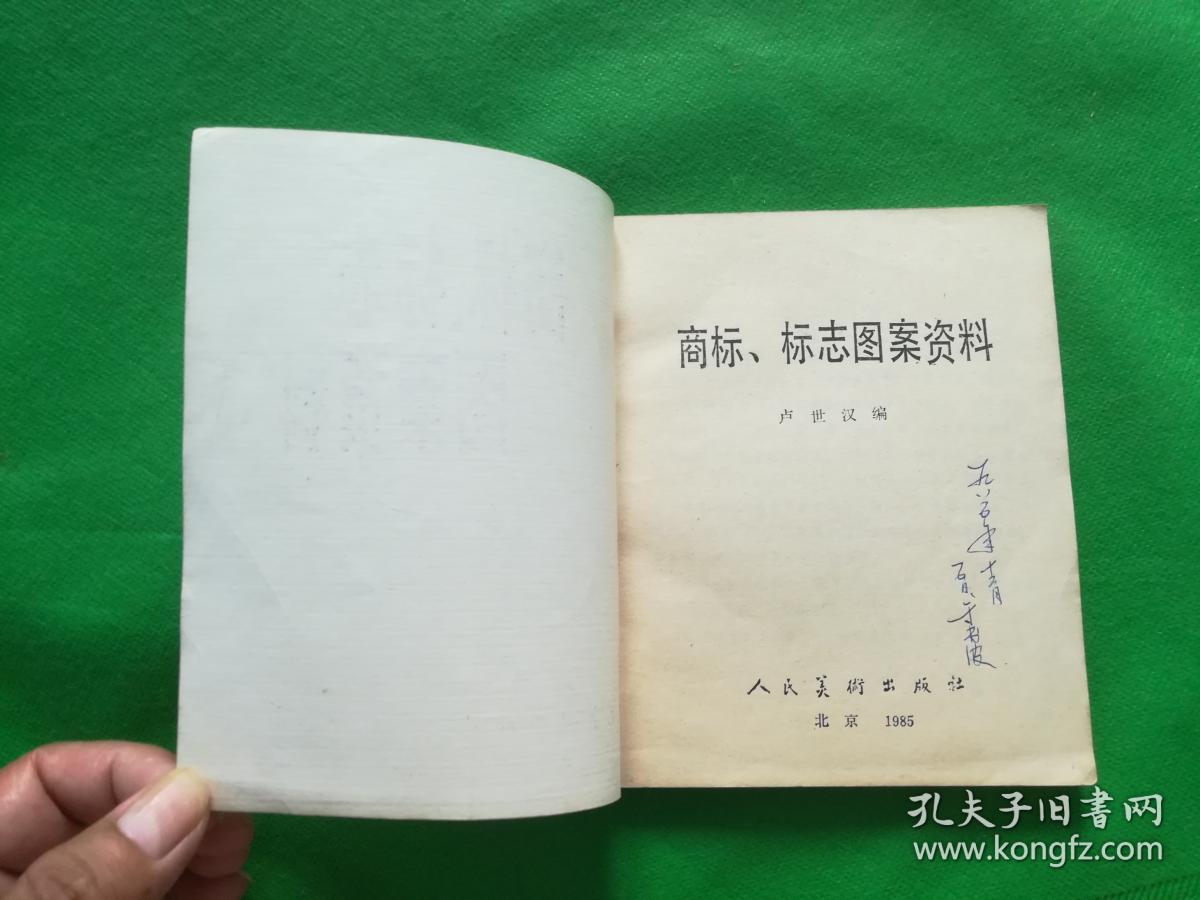 商标、标志图案资料
卢世汉编
人民美術出版社
北京 1985
孔夫子旧书网
www.kongfz.com